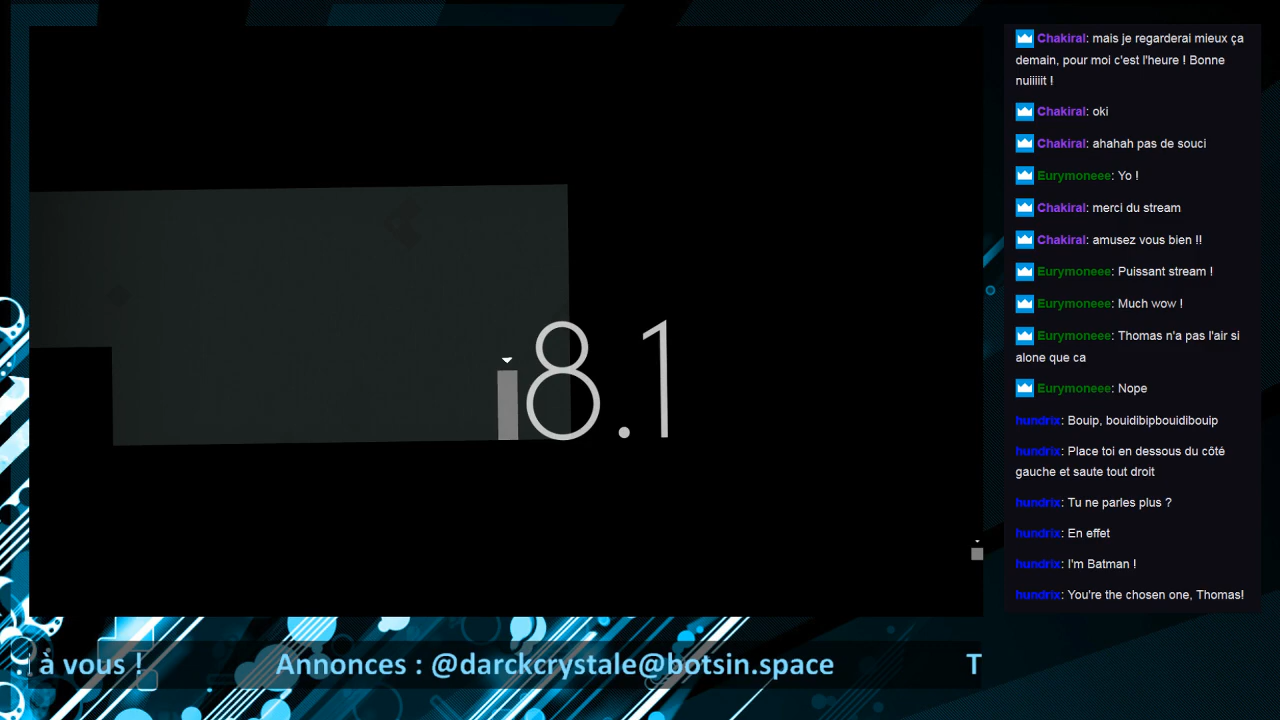 8.1
Chakiral: mais je regarderai mieux ça
demain, pour moi c'est l'heure ! Bonne
nuiiiiit !
Chakiral: oki
Chakiral: ahahah pas de souci
Eurymoneee: Yo !
Chakiral: merci du stream
Chakiral: amusez vous bien !!
Eurymoneee: Puissant stream !
Eurymoneee: Much wow !
Eurymoneee: Thomas n'a pas l'air si
alone que ca
Eurymoneee: Nope
hundrix: Bouip, bouidibipbouidibouip
hundrix: Place toi en dessous du côté
gauche et saute tout droit
hundrix: Tu ne parles plus ?
hundrix: En effet
hundrix: I'm Batman !
hundrix: You're the chosen one, Thomas!
à vous ! Annonces : @darckcrystale@botsin.space T